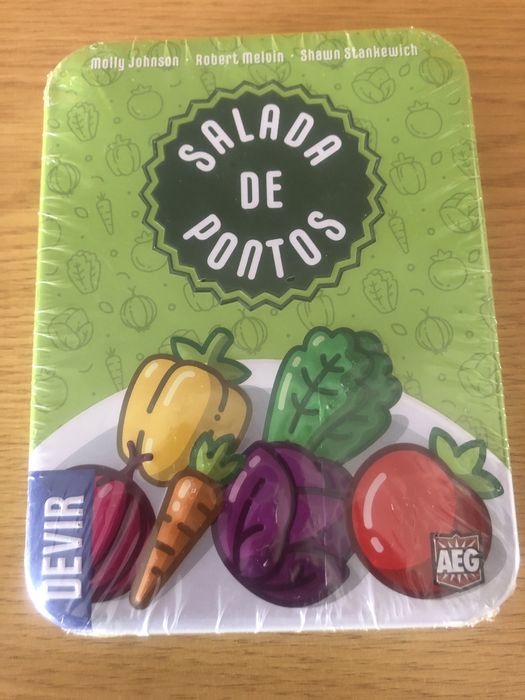 Molly Johnson · Robert Melvin · Shawn Stankewich
SALADA
DE
PONTOS
DEVIR
AEG